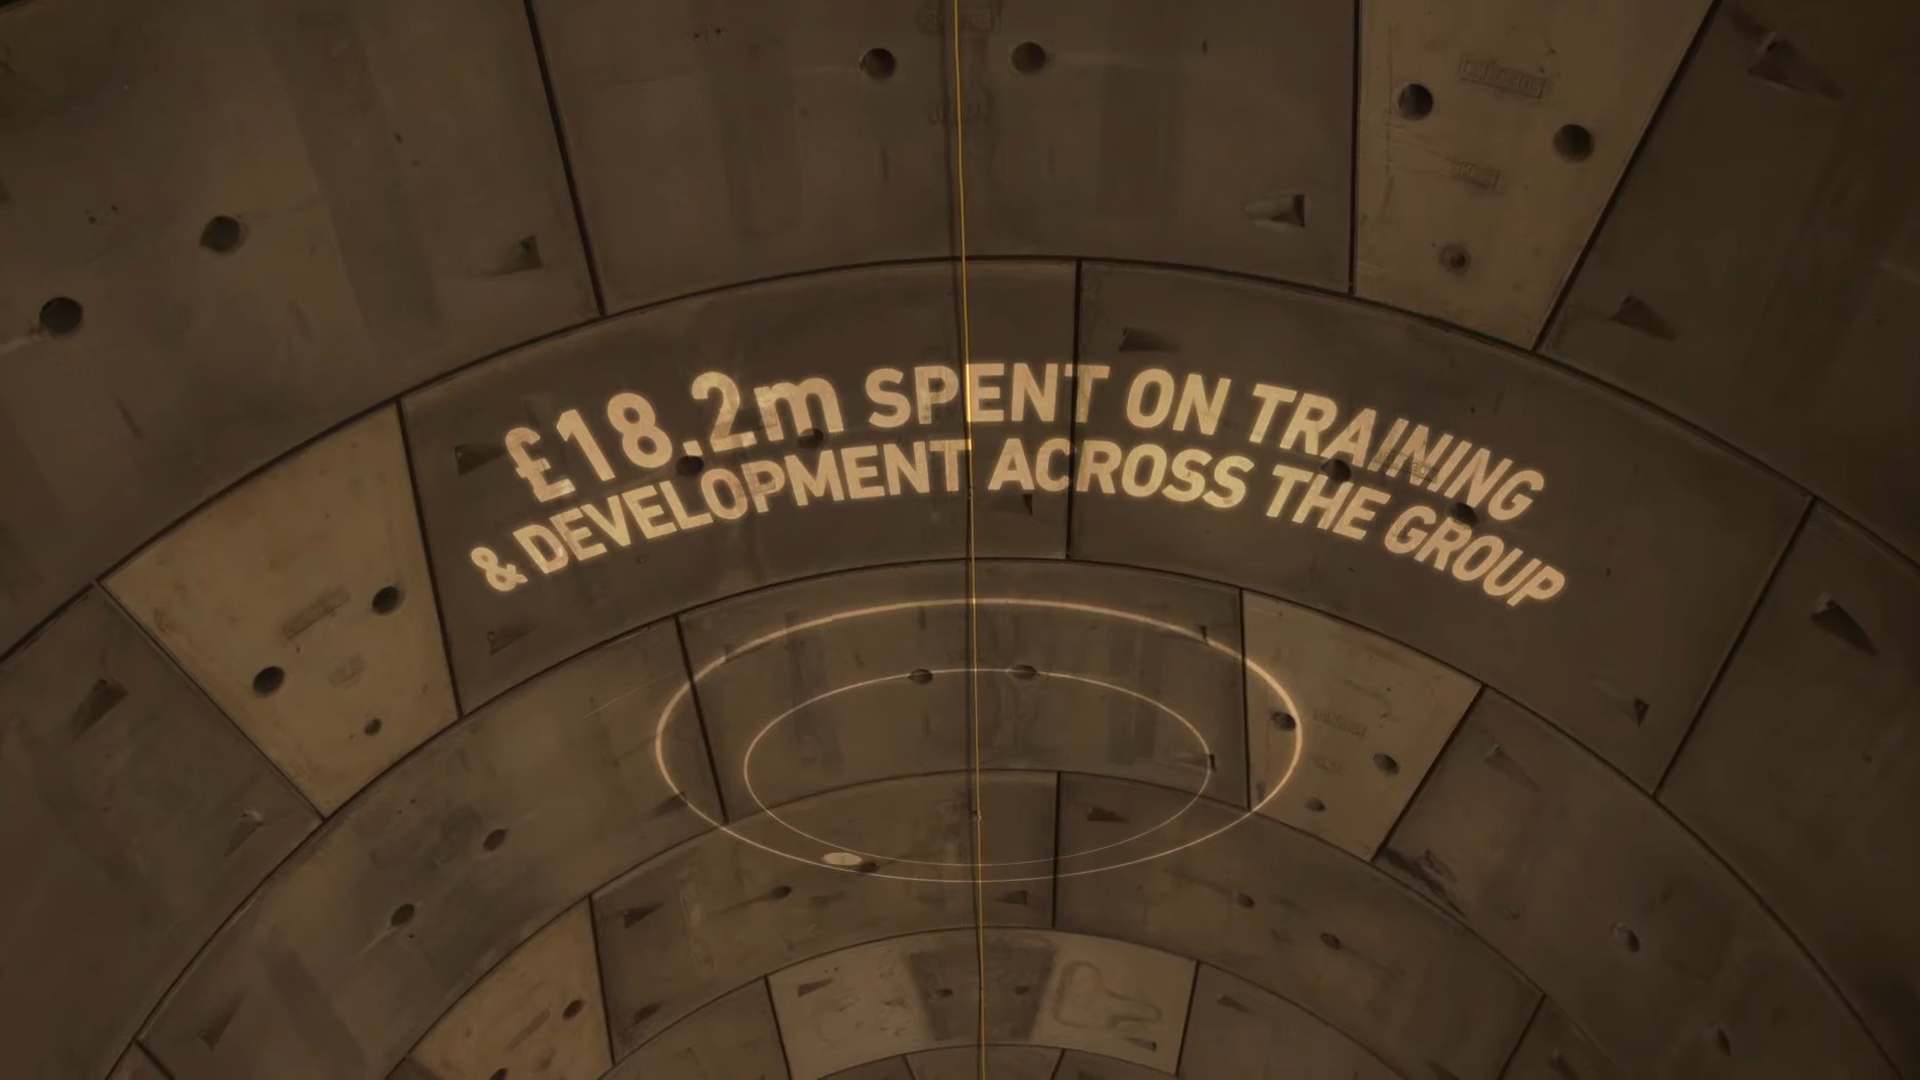 £18.2m SPENT ON TRAINING
& DEVELOPMENT ACROSS THE GROUP